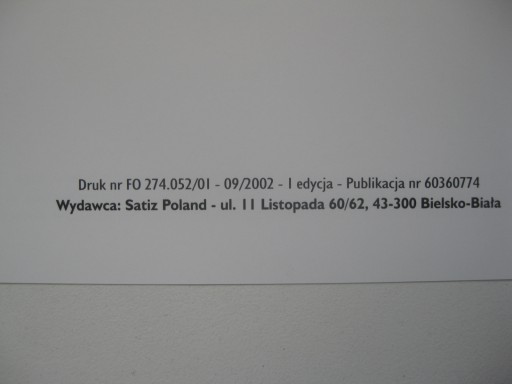 Druk nr FO 274.052/01 - 09/2002 - 1 edycja - Publikacja nr 60360774
Wydawca: Satiz Poland - ul. 11 Listopada 60/62, 43-300 Bielsko-Biała